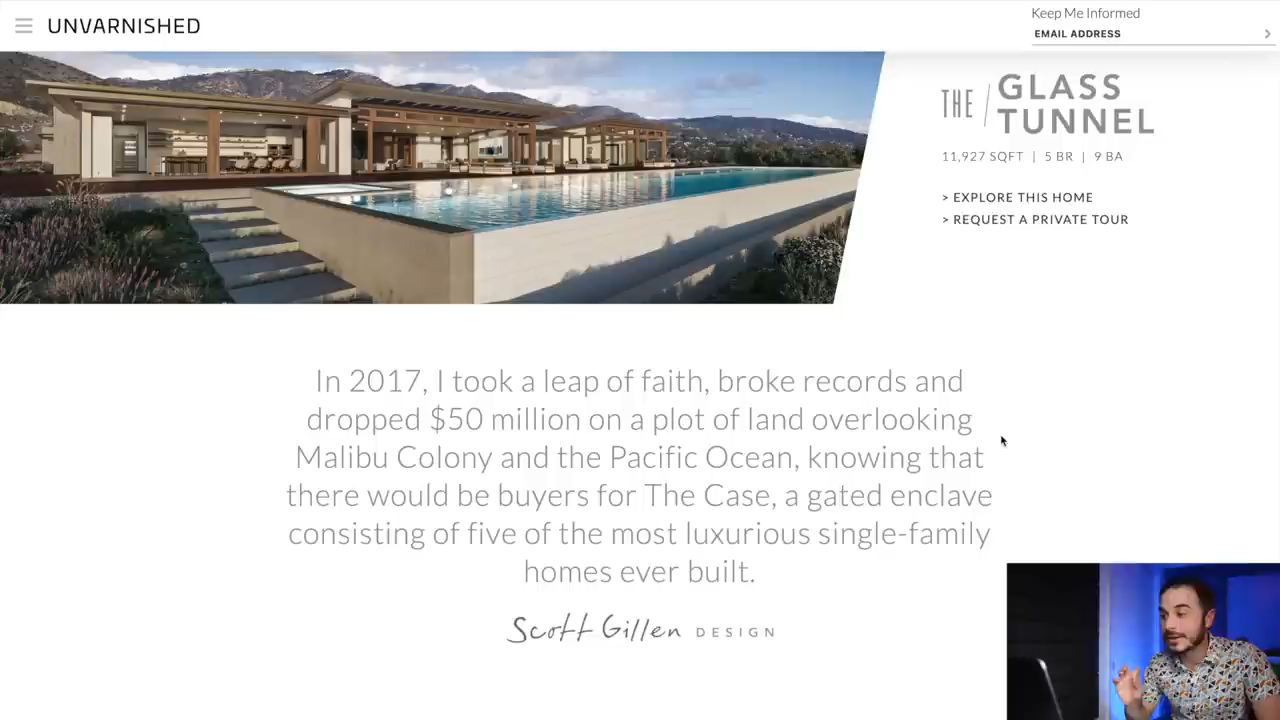 UNVARNISHED
Keep Me Informed
EMAIL ADDRESS
THE
GLASS
TUNNEL
11,927 SQFT | 5 BR | 9 BA
> EXPLORE THIS HOME
> REQUEST A PRIVATE TOUR
In 2017, I took a leap of faith, broke records and
dropped $50 million on a plot of land overlooking
Malibu Colony and the Pacific Ocean, knowing that
there would be buyers for The Case, a gated enclave
consisting of five of the most luxurious single-family
homes ever built.
Scott Gillen DESIGN